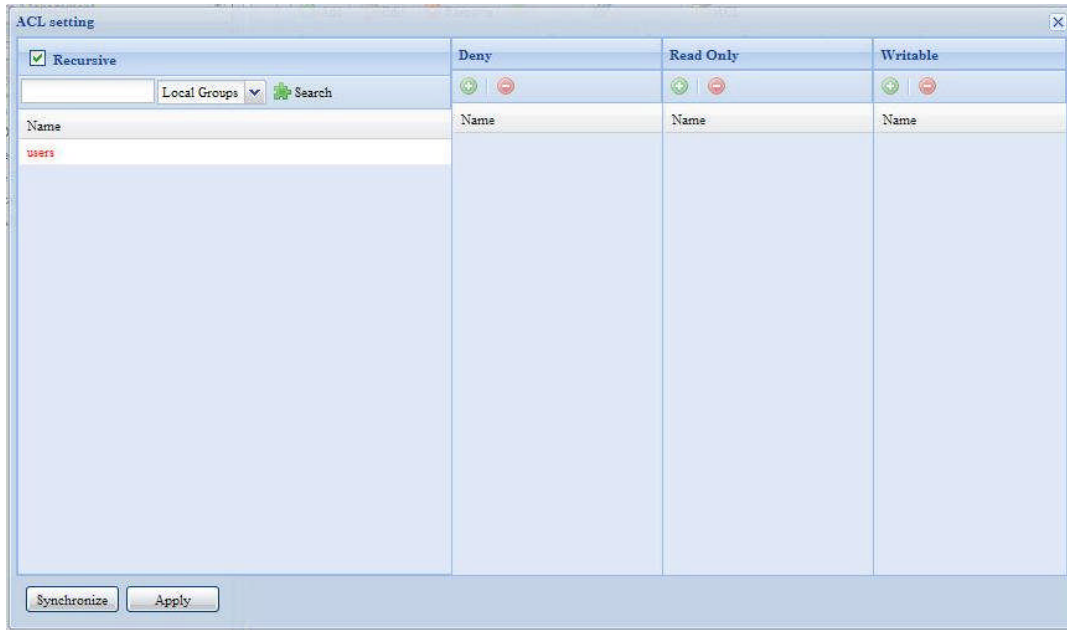 ACL setting
Recursive
Deny
Read Only
Writable
Local Groups
Search
Name
Name
Name
Name
users
Synchronize
Apply